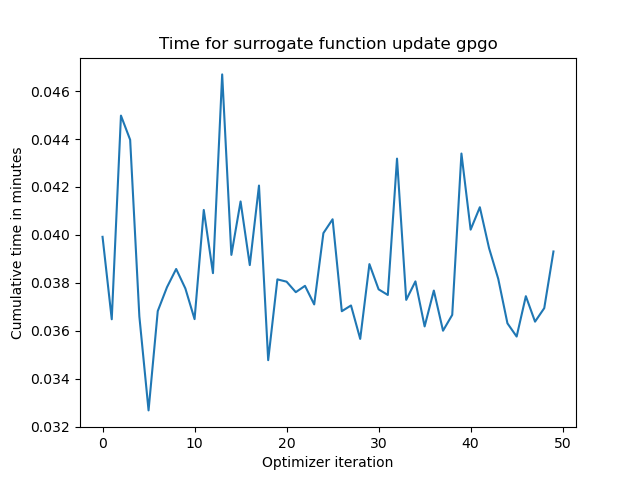 Time for surrogate function update gpgo
Cumulative time in minutes
0.046
0.044
0.042
0.040
0.038
0.036
0.034
0.032
0 10 20 30 40 50
Optimizer iteration